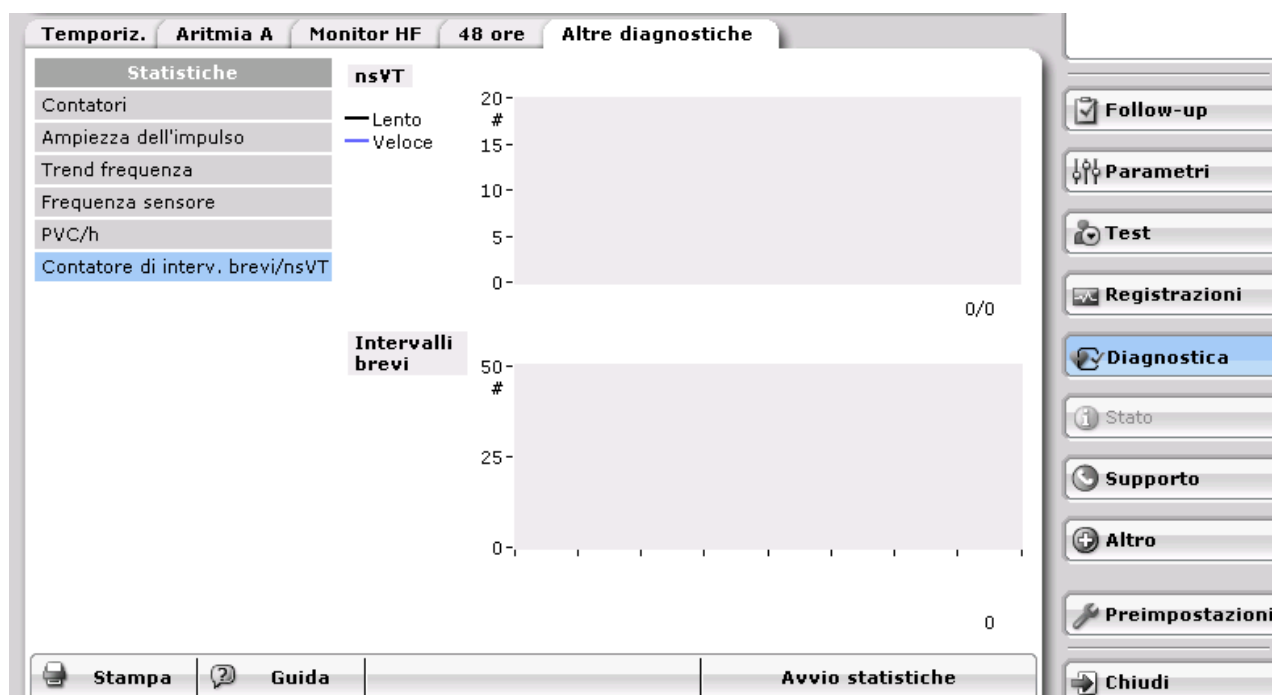 Temporiz. Aritmia A Monitor HF 48 ore Altre diagnostiche
Statistiche
Contatori
Ampiezza dell'impulso
Trend frequenza
Frequenza sensore
PVC/h
Contatore di interv. brevi/nsVT
nsVT
Lento
Veloce
20
#
15
10
5
0
0/0
Intervalli
brevi
50
#
25
0
0
Follow-up
Parametri
Test
Registrazioni
Diagnostica
Stato
Supporto
Altro
Preimpostazioni
Chiudi
Stampa Guida Avvio statistiche